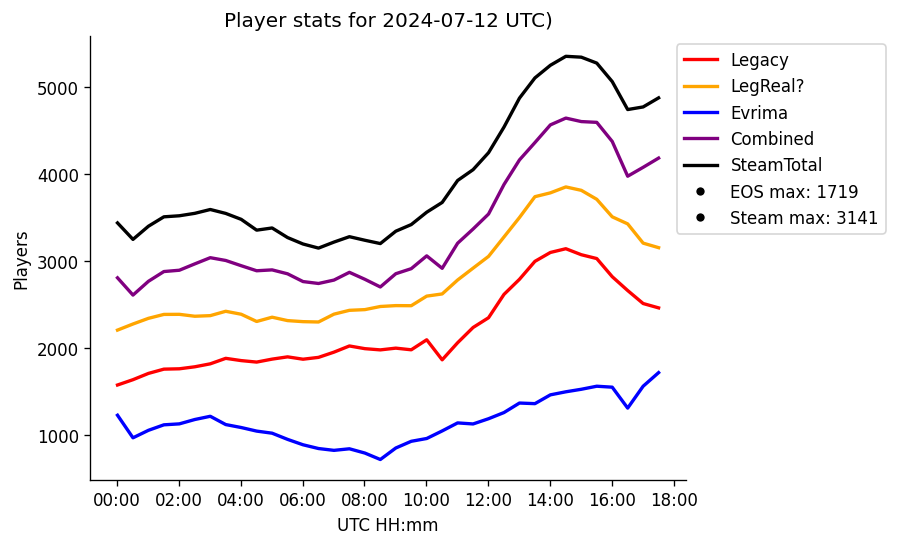 Player stats for 2024-07-12 UTC)
Players
5000
4000
3000
2000
1000
00:00 02:00 04:00 06:00 08:00 10:00 12:00 14:00 16:00 18:00
UTC HH:mm
Legacy
LegReal?
Evrima
Combined
SteamTotal
EOS max: 1719
Steam max: 3141